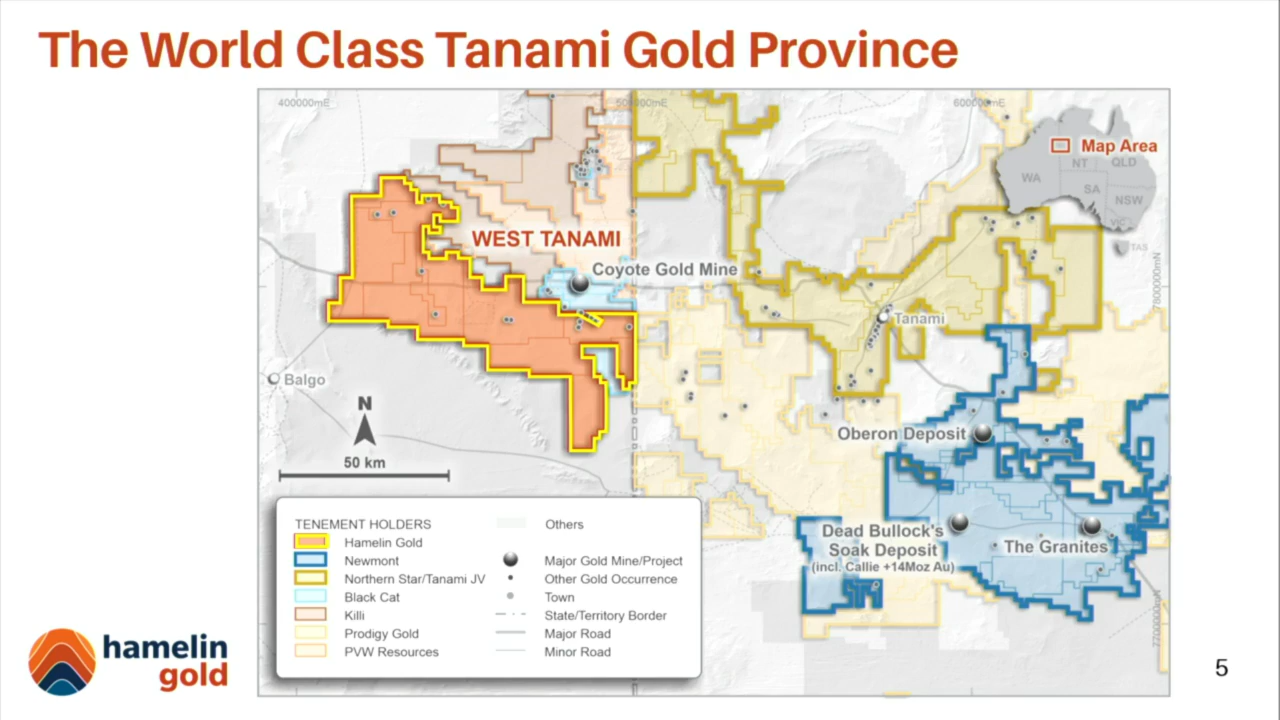 The World Class Tanami Gold Province
400000mE
500000mE
600000mE
Map Area
NT
QLD
WA
SA
NSW
VIC
TAS
WEST TANAMI
Coyote Gold Mine
7800000mN
Tanami
Balgo
N
50 km
Oberon Deposit
Dead Bullock's
Soak Deposit
(incl. Callie +14Moz Au)
The Granites
7700000mN
TENEMENT HOLDERS
Hamelin Gold
Newmont
Northern Star/Tanami JV
Black Cat
Killi
Prodigy Gold
PVW Resources
Others
Major Gold Mine/Project
Other Gold Occurrence
Town
State/Territory Border
Major Road
Minor Road
hamelin
gold
5